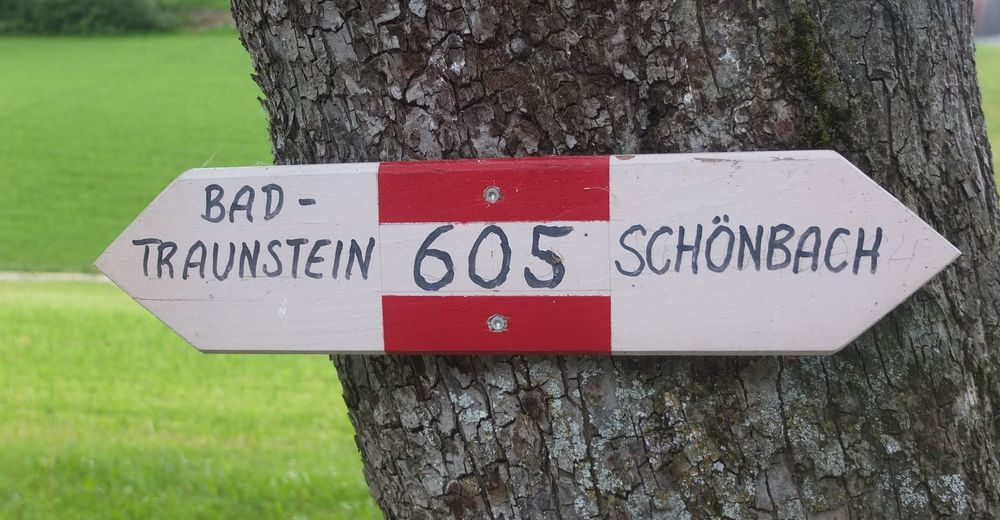 BAD-
TRAUNSTEIN
605
SCHÖNBACH